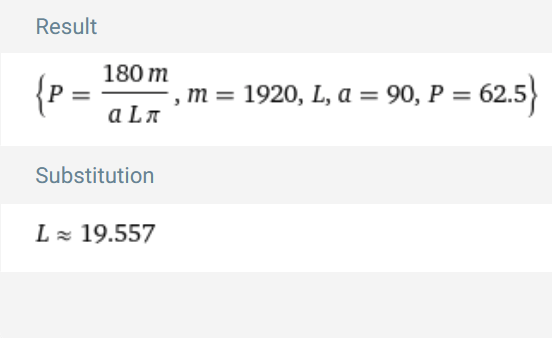 Result
{P = 180 m / a L π, m = 1920, L, a = 90, P = 62.5}
Substitution
L ≈ 19.557